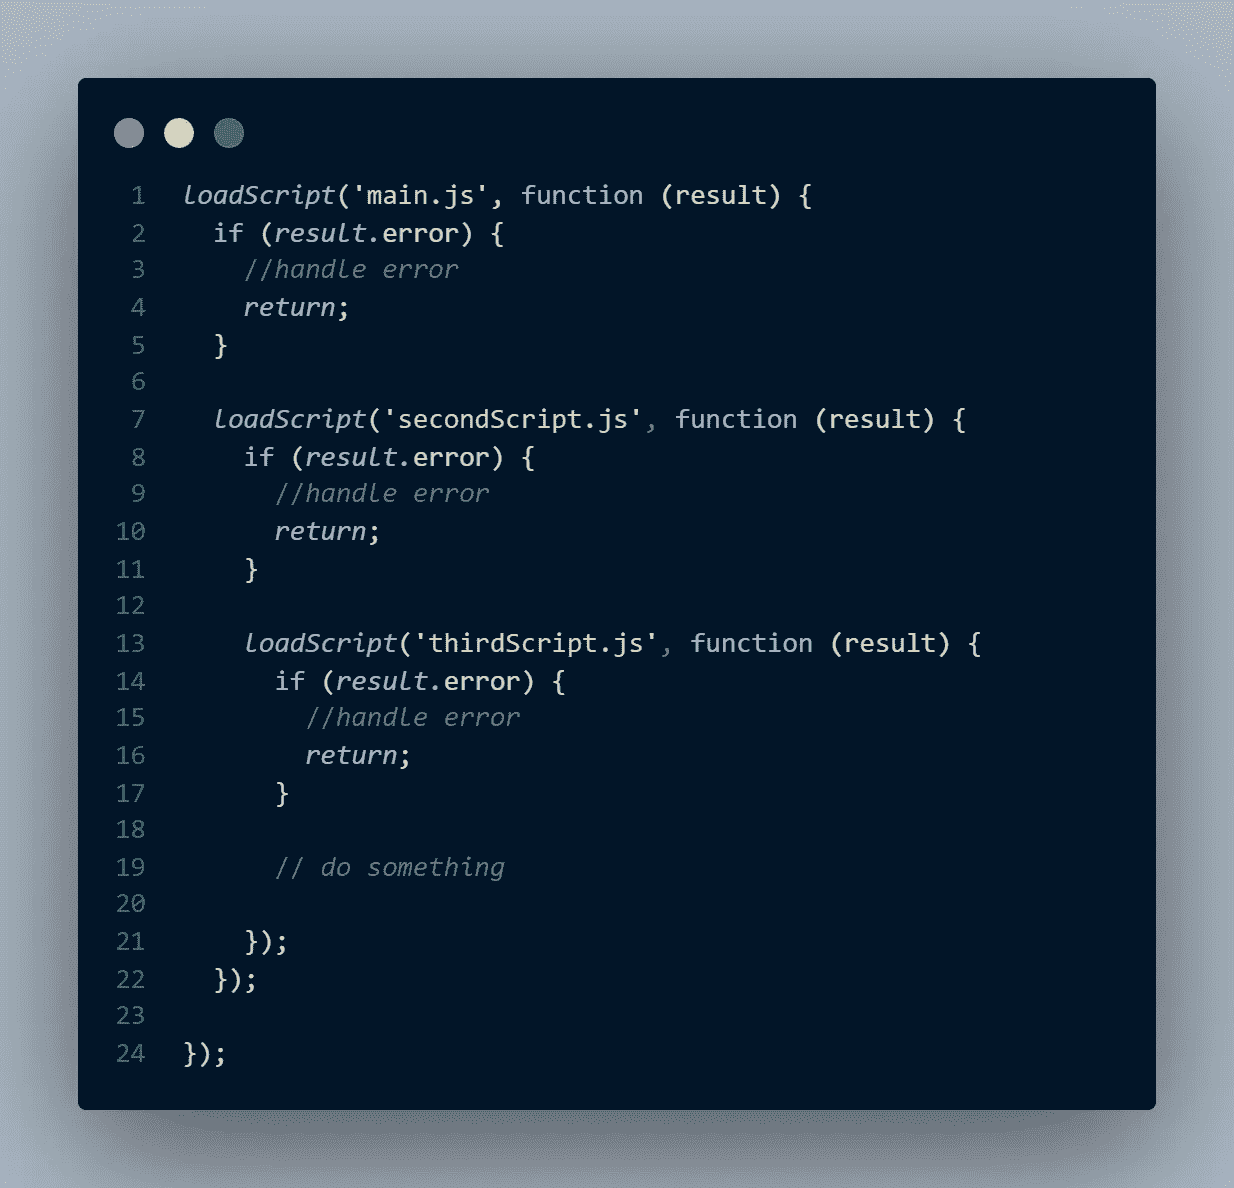 1 loadScript('main.js', function (result) {
2   if (result.error) {
3     //handle error
4     return;
5   }
6
7   loadScript('secondScript.js', function (result) {
8     if (result.error) {
9       //handle error
10       return;
11     }
12
13     loadScript('thirdScript.js', function (result) {
14       if (result.error) {
15         //handle error
16         return;
17       }
18
19       // do something
20
21     });
22   });
23
24 });